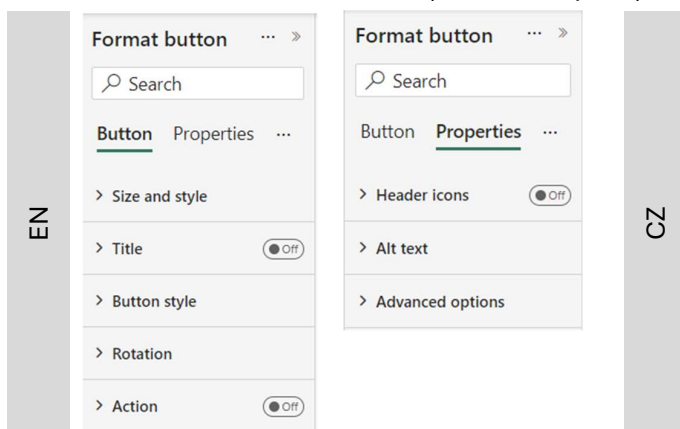 EN
Format button
Search
Button Properties ...
Size and style
Title Off
Button style
Rotation
Action Off
Format button
Search
Button Properties ...
Header icons Off
Alt text
Advanced options
CZ